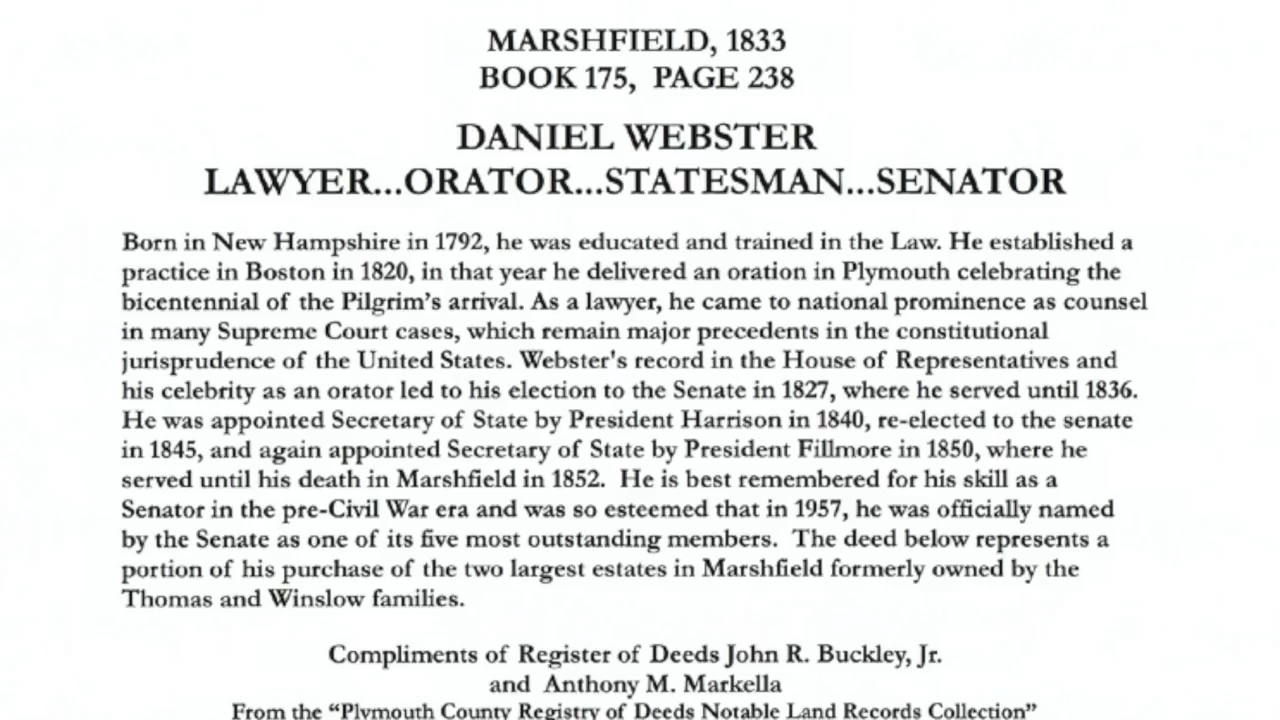 MARSHFIELD, 1833
BOOK 175, PAGE 238
DANIEL WEBSTER
LAWYER...ORATOR...STATESMAN...SENATOR
Born in New Hampshire in 1792, he was educated and trained in the Law. He established a
practice in Boston in 1820, in that year he delivered an oration in Plymouth celebrating the
bicentennial of the Pilgrim's arrival. As a lawyer, he came to national prominence as counsel
in many Supreme Court cases, which remain major precedents in the constitutional
jurisprudence of the United States. Webster's record in the House of Representatives and
his celebrity as an orator led to his election to the Senate in 1827, where he served until 1836.
He was appointed Secretary of State by President Harrison in 1840, re-elected to the senate
in 1845, and again appointed Secretary of State by President Fillmore in 1850, where he
served until his death in Marshfield in 1852. He is best remembered for his skill as a
Senator in the pre-Civil War era and was so esteemed that in 1957, he was officially named
by the Senate as one of its five most outstanding members. The deed below represents a
portion of his purchase of the two largest estates in Marshfield formerly owned by the
Thomas and Winslow families.
Compliments of Register of Deeds John R. Buckley, Jr.
and Anthony M. Markella
From the “Plymouth County Registry of Deeds Notable Land Records Collection”